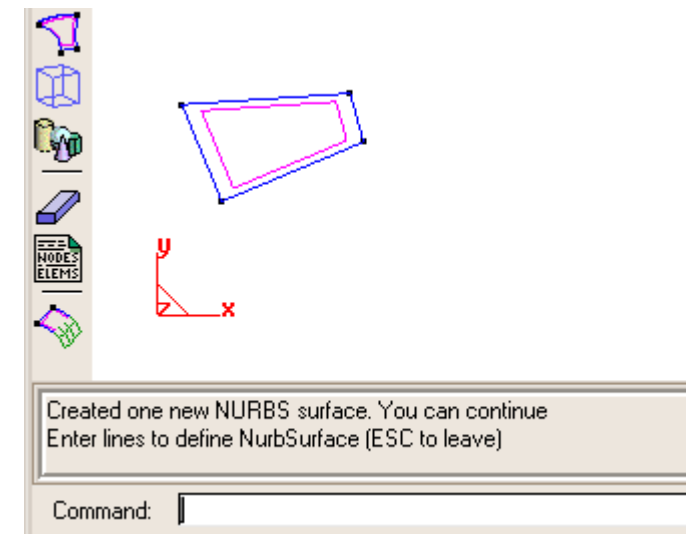 NODES
ELEMS
y
z
x
Created one new NURBS surface. You can continue
Enter lines to define NurbSurface (ESC to leave)
Command: